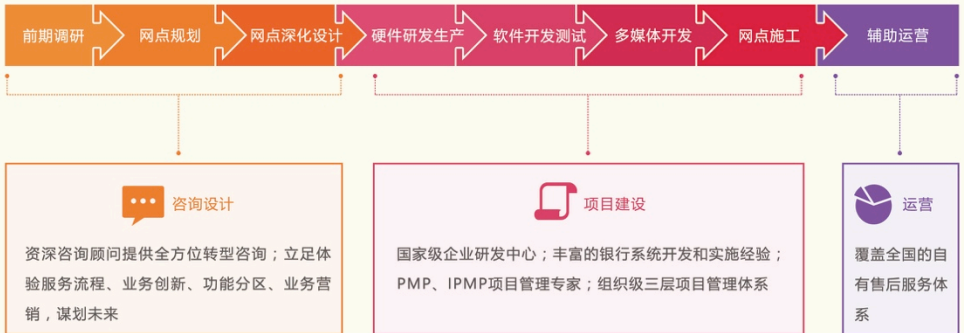 前期调研
网点规划
网点深化设计
硬件研发生产
软件开发测试
多媒体开发
网点施工
辅助运营
咨询设计
资深咨询顾问提供全方位转型咨询；立足体
验服务流程、业务创新、功能分区、业务营
销，谋划未来
项目建设
国家级企业研发中心；丰富的银行系统开发和实施经验；
PMP、IPMP项目管理专家；组织级三层项目管理体系
运营
覆盖全国的自
有售后服务体
系